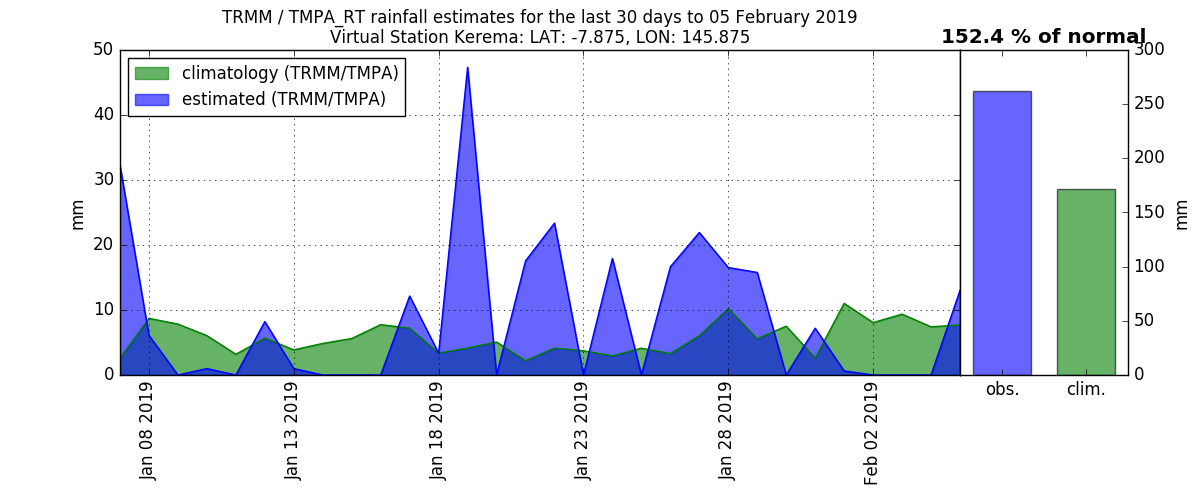 TRMM / TMPA_RT rainfall estimates for the last 30 days to 05 February 2019
Virtual Station Kerema: LAT: -7.875, LON: 145.875
152.4 % of normal
climatology (TRMM/TMPA)
estimated (TRMM/TMPA)
50
40
30
20
10
0
mm
Jan 08 2019
Jan 13 2019
Jan 18 2019
Jan 23 2019
Jan 28 2019
Feb 02 2019
obs.
clim.
300
250
200
150
100
50
0
mm